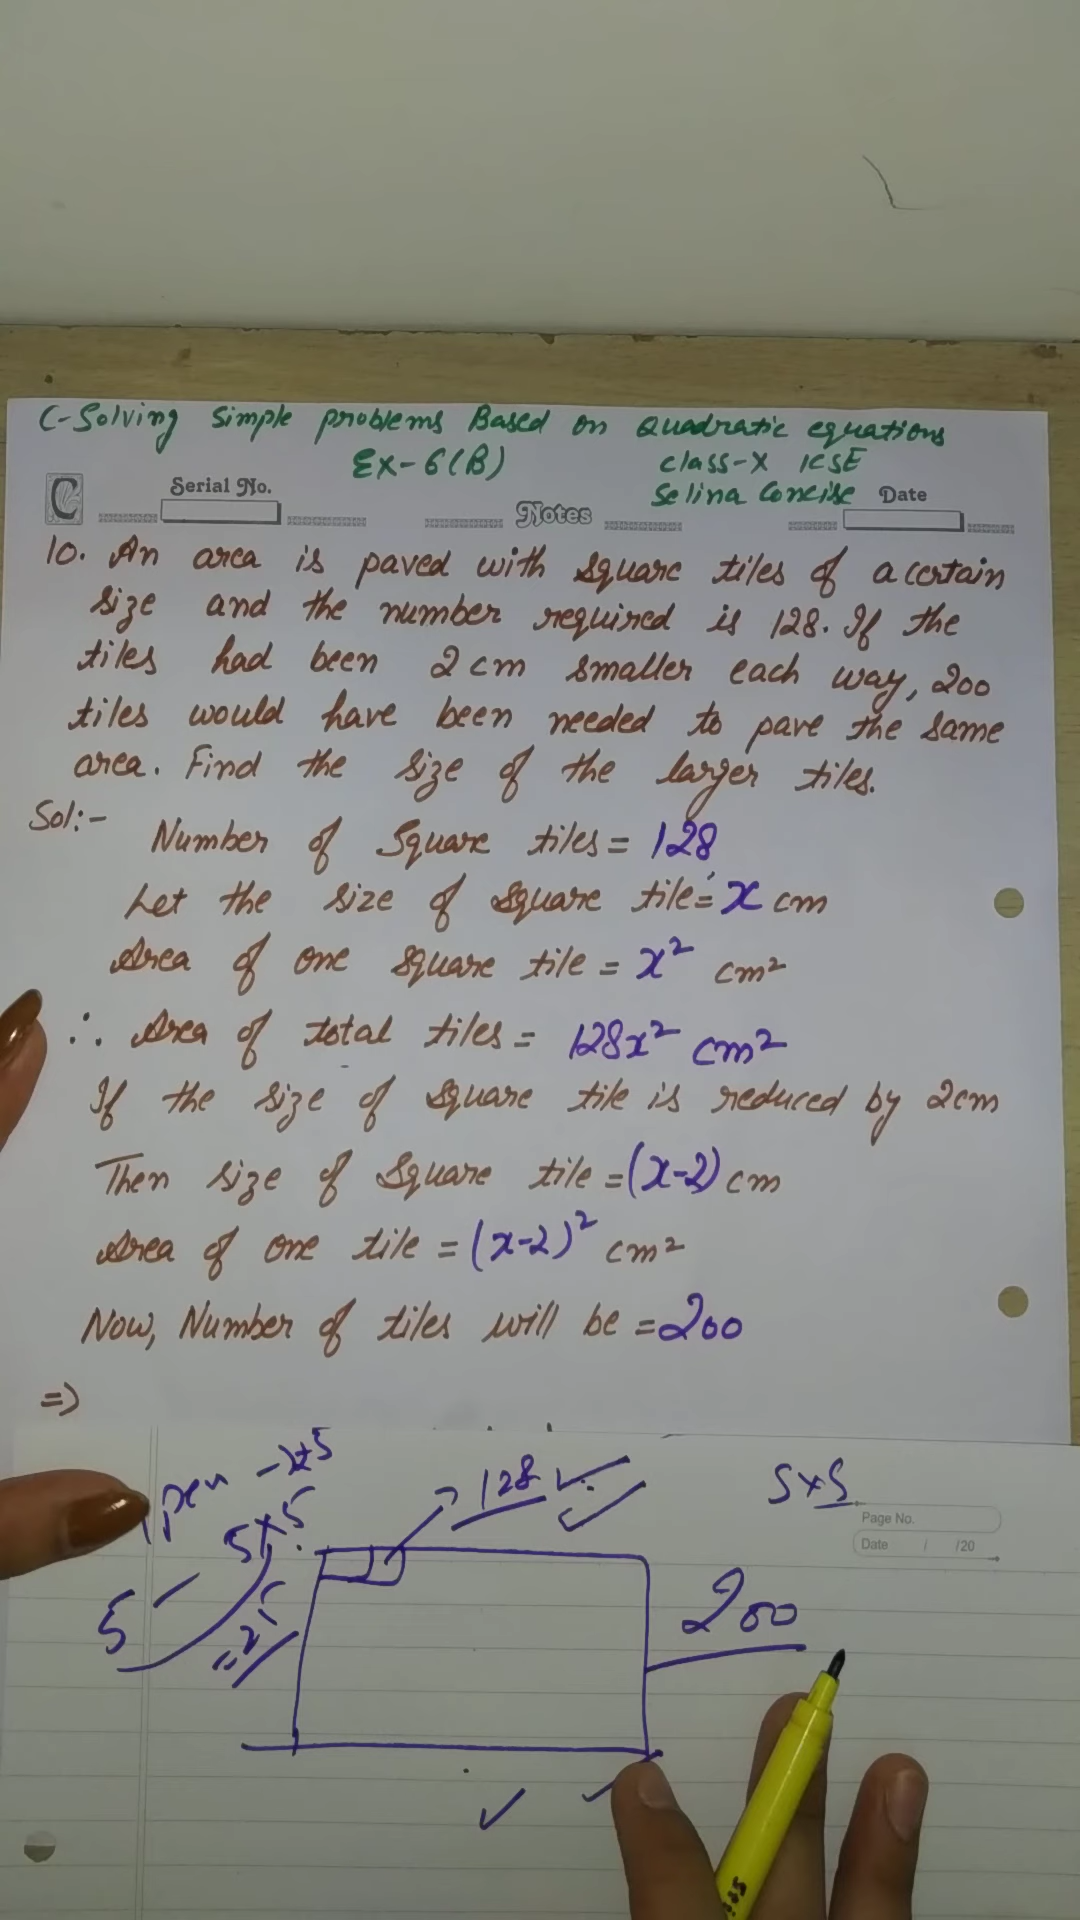 C-Solving Simple problems Based on Quadratic equations
Ex-6(B) Class-X ICSE
Selina Concise
C Serial No. Notes Date
10. An area is paved with square tiles of a certain
size and the number required is 128. If the
tiles had been 2 cm smaller each way, 200
tiles would have been needed to pave the same
area. Find the size of the larger tiles.
Sol:-
Number of Square tiles = 128
Let the size of square tile = x cm
Area of one square tile = x² cm²
∴ Area of total tiles = 128x² cm²
If the size of square tile is reduced by 2cm
Then size of Square tile = (x-2) cm
Area of one tile = (x-2)² cm²
Now, Number of tiles will be = 200
=>
pen
128
5x5
Page No.
Date / /20
5x5
5
200